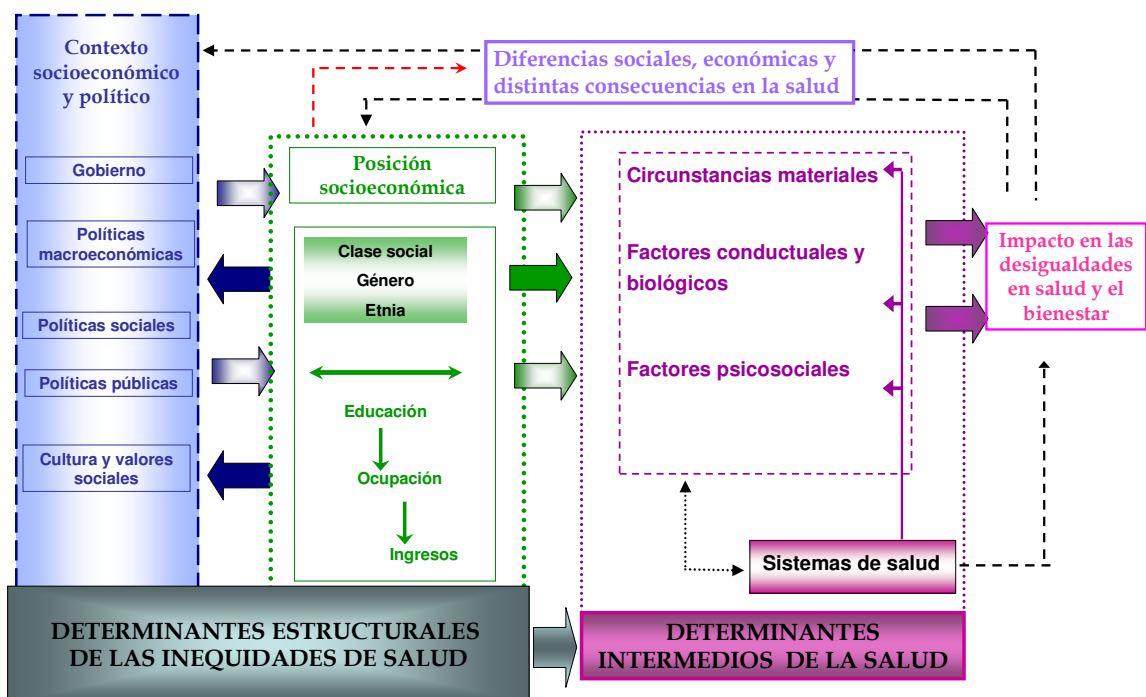 Contexto
socioeconómico
y político
Gobierno
Políticas
macroeconómicas
Políticas sociales
Políticas públicas
Cultura y valores
sociales
Diferencias sociales, económicas y
distintas consecuencias en la salud
Posición
socioeconómica
Clase social
Género
Etnia
Educación
Ocupación
Ingresos
Circunstancias materiales
Factores conductuales y
biológicos
Factores psicosociales
Sistemas de salud
Impacto en las
desigualdades
en salud y el
bienestar
DETERMINANTES ESTRUCTURALES
DE LAS INEQUIDADES DE SALUD
DETERMINANTES
INTERMEDIOS DE LA SALUD